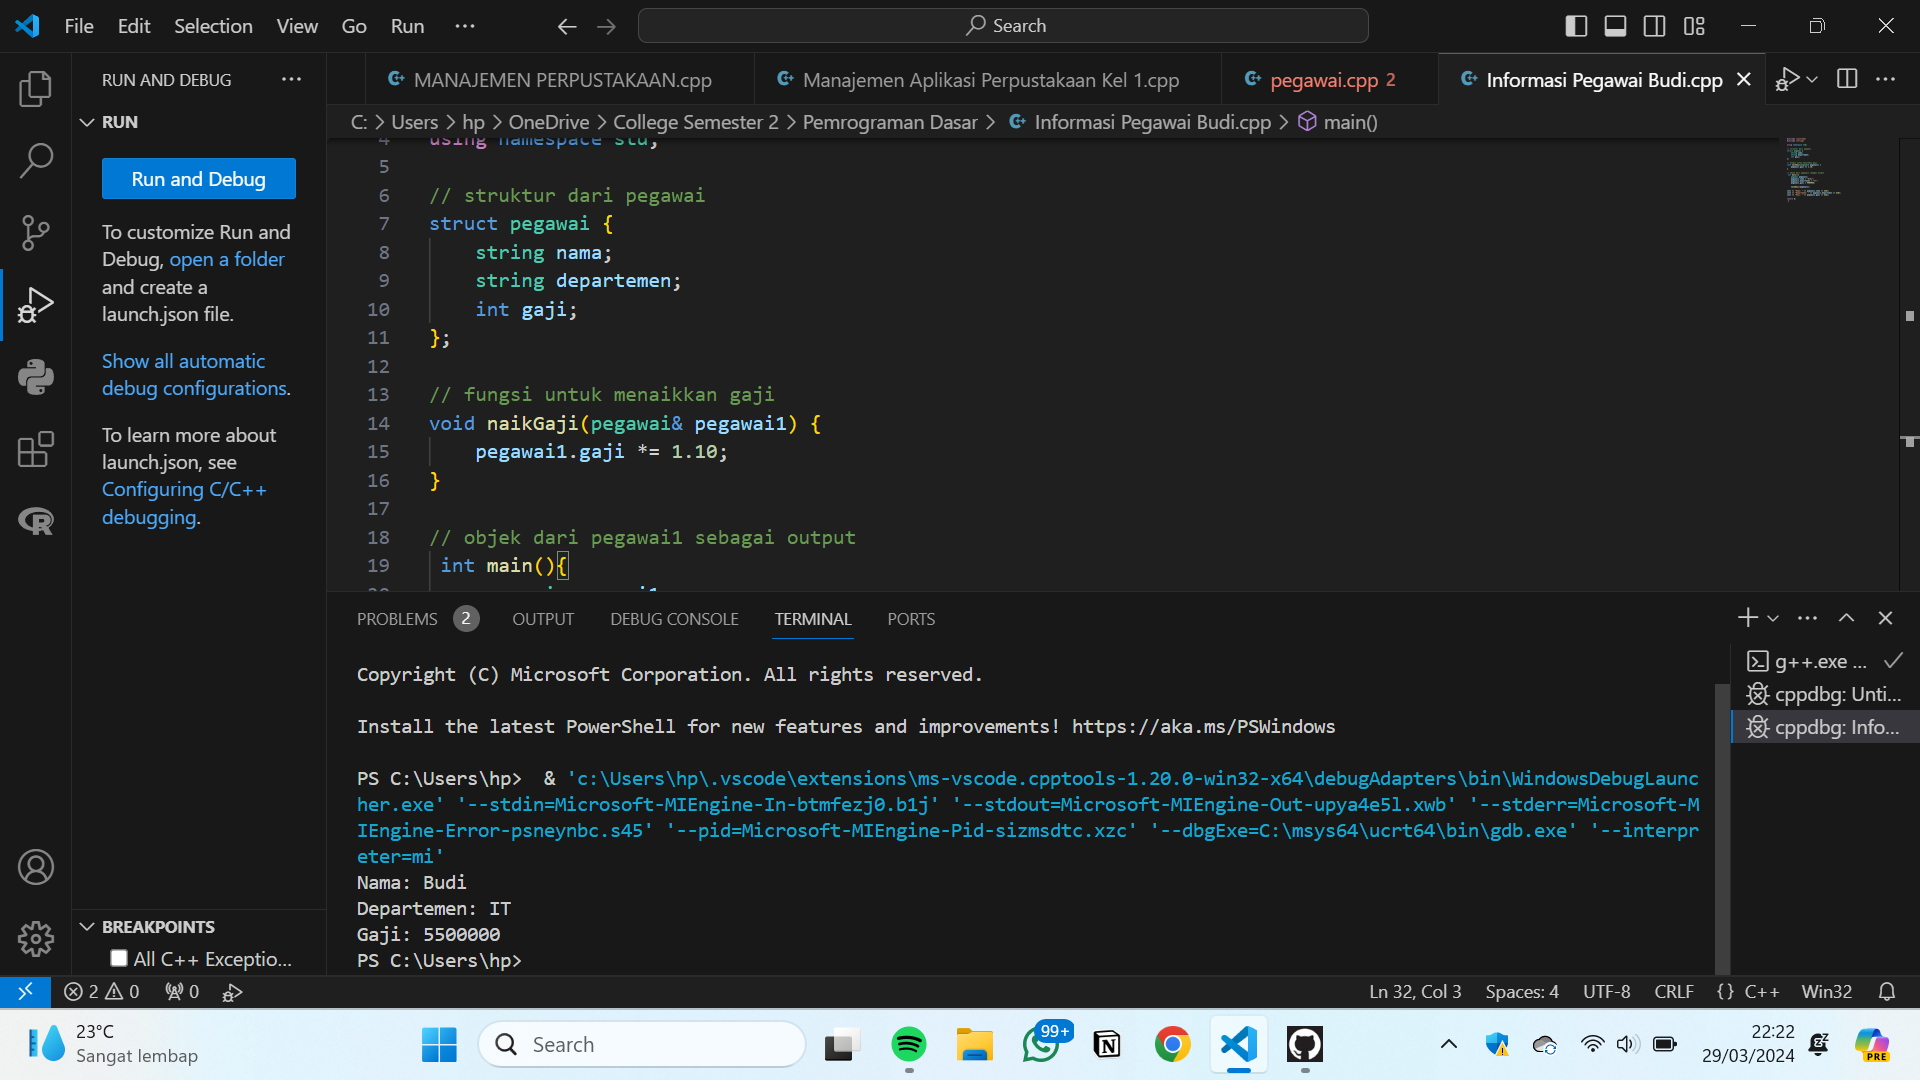 File Edit Selection View Go Run ··· Search
RUN AND DEBUG ···
MANAJEMEN PERPUSTAKAAN.cpp Manajemen Aplikasi Perpustakaan Kel 1.cpp pegawai.cpp 2 Informasi Pegawai Budi.cpp
RUN
Run and Debug
To customize Run and
Debug, open a folder
and create a
launch.json file.
Show all automatic
debug configurations.
To learn more about
launch.json, see
Configuring C/C++
debugging.
BREAKPOINTS
All C++ Exceptio...
C: > Users > hp > OneDrive > College Semester 2 > Pemrograman Dasar > Informasi Pegawai Budi.cpp > main()
4 using namespace std;
5
6 // struktur dari pegawai
7 struct pegawai {
8 string nama;
9 string departemen;
10 int gaji;
11 };
12
13 // fungsi untuk menaikkan gaji
14 void naikGaji(pegawai& pegawai1) {
15 pegawai1.gaji *= 1.10;
16 }
17
18 // objek dari pegawai1 sebagai output
19 int main(){
PROBLEMS 2 OUTPUT DEBUG CONSOLE TERMINAL PORTS
Copyright (C) Microsoft Corporation. All rights reserved.
Install the latest PowerShell for new features and improvements! https://aka.ms/PSWindows
PS C:\Users\hp>  & 'c:\Users\hp\.vscode\extensions\ms-vscode.cpptools-1.20.0-win32-x64\debugAdapters\bin\WindowsDebugLaunc
her.exe' '--stdin=Microsoft-MIEngine-In-btmfezj0.b1j' '--stdout=Microsoft-MIEngine-Out-upya4e5l.xwb' '--stderr=Microsoft-M
IEngine-Error-psneynbc.s45' '--pid=Microsoft-MIEngine-Pid-sizmsdtc.xzc' '--dbgExe=C:\msys64\ucrt64\bin\gdb.exe' '--interpr
eter=mi'
Nama: Budi
Departemen: IT
Gaji: 5500000
PS C:\Users\hp>
g++.exe ...
cppdbg: Unti...
cppdbg: Info...
2 0 0 Ln 32, Col 3 Spaces: 4 UTF-8 CRLF {} C++ Win32
23°C
Sangat lembap
Search
99+
22:22
29/03/2024
PRE